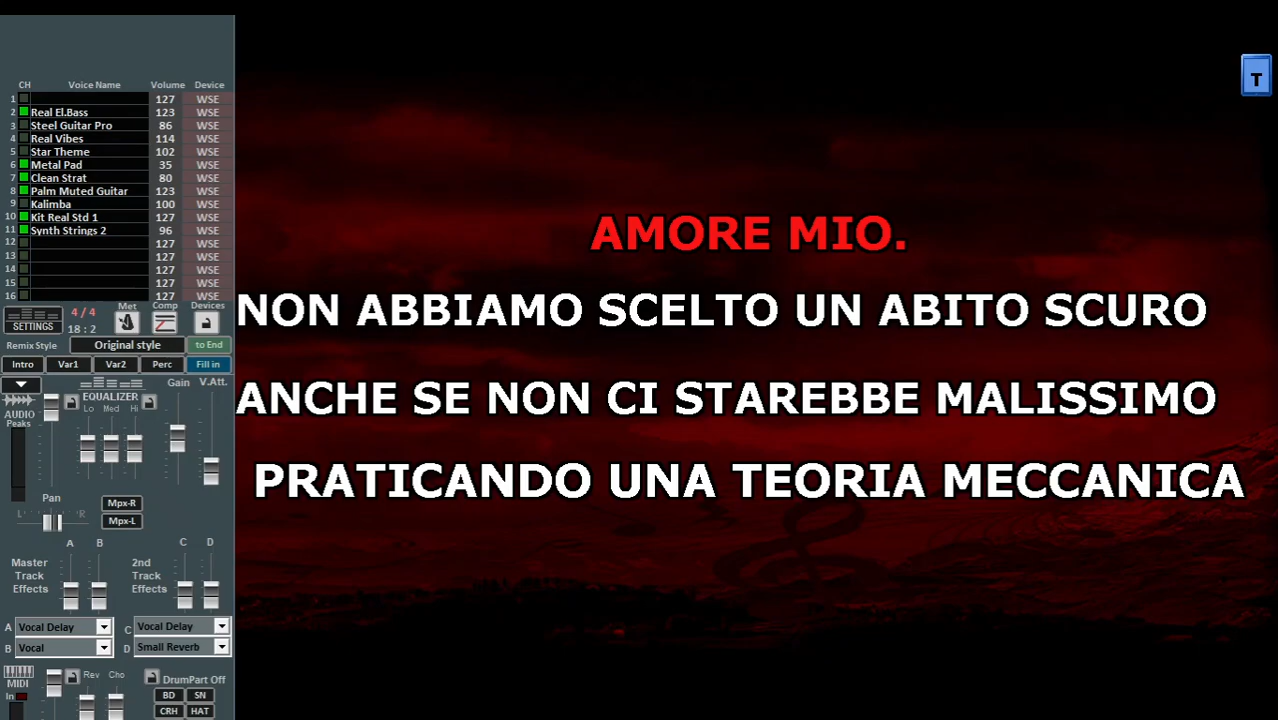 CH Voice Name Volume Device
1 127 WSE
2 Real El.Bass 123 WSE
3 Steel Guitar Pro 86 WSE
4 Real Vibes 114 WSE
5 Star Theme 102 WSE
6 Metal Pad 35 WSE
7 Clean Strat 80 WSE
8 Palm Muted Guitar 123 WSE
9 Kalimba 100 WSE
10 Kit Real Std 1 127 WSE
11 Synth Strings 2 96 WSE
12 127 WSE
13 127 WSE
14 127 WSE
15 127 WSE
16 127 WSE
SETTINGS 4 / 4 18 : 2 Met Comp Devices
Remix Style Original style to End
Intro Var1 Var2 Perc Fill in
EQUALIZER Gain V.Att.
Lo Med Hi
AUDIO
Peaks
Pan
L R
Mpx-R
Mpx-L
A B C D
Master Track Effects
2nd Track Effects
A Vocal Delay C Vocal Delay
B Vocal D Small Reverb
MIDI Rev Cho DrumPart Off
In BD SN
CRH HAT
T
AMORE MIO.
NON ABBIAMO SCELTO UN ABITO SCURO
ANCHE SE NON CI STAREBBE MALISSIMO
PRATICANDO UNA TEORIA MECCANICA